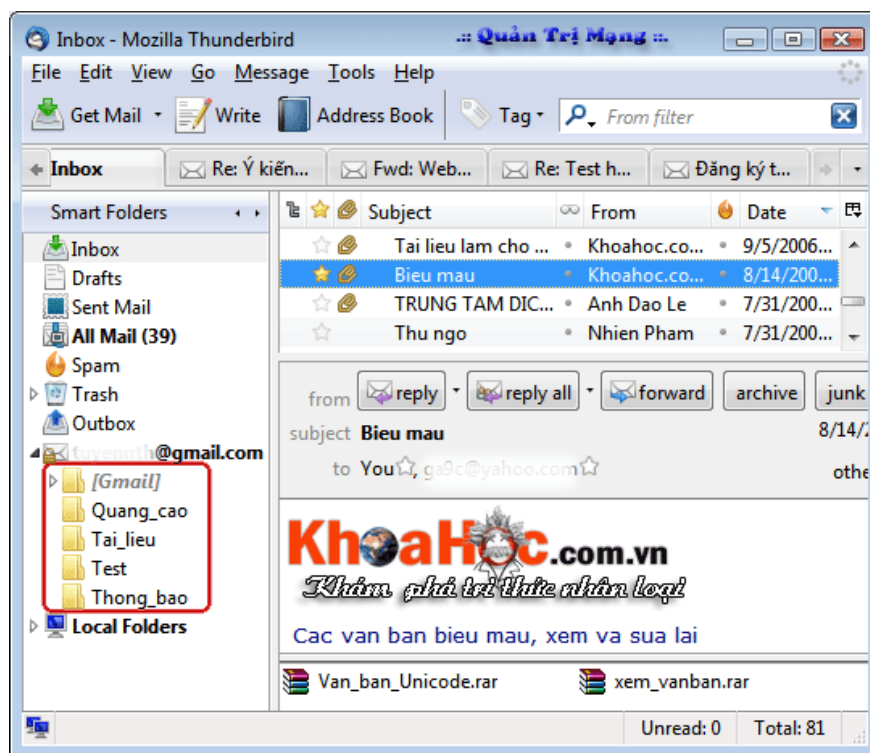 Inbox - Mozilla Thunderbird .:: Quản Trị Mạng ::.
File Edit View Go Message Tools Help
Get Mail Write Address Book Tag From filter
Inbox Re: Ý kiến... Fwd: Web... Re: Test h... Đăng ký t...
Smart Folders Subject From Date
Inbox Tai lieu lam cho ... Khoahoc.co... 9/5/2006...
Drafts Bieu mau Khoahoc.co... 8/14/200...
Sent Mail TRUNG TAM DIC... Anh Dao Le 7/31/200...
All Mail (39) Thu ngo Nhien Pham 7/31/200...
Spam
Trash from reply reply all forward archive junk
Outbox subject Bieu mau 8/14/2
tuyennth@gmail.com to You, ga9c@yahoo.com othe
[Gmail]
Quang_cao
Tai_lieu KhoaHoc.com.vn
Test Khám phá tri thức nhân loại
Thong_bao
Local Folders Cac van ban bieu mau, xem va sua lai
Van_ban_Unicode.rar xem_vanban.rar
Unread: 0 Total: 81